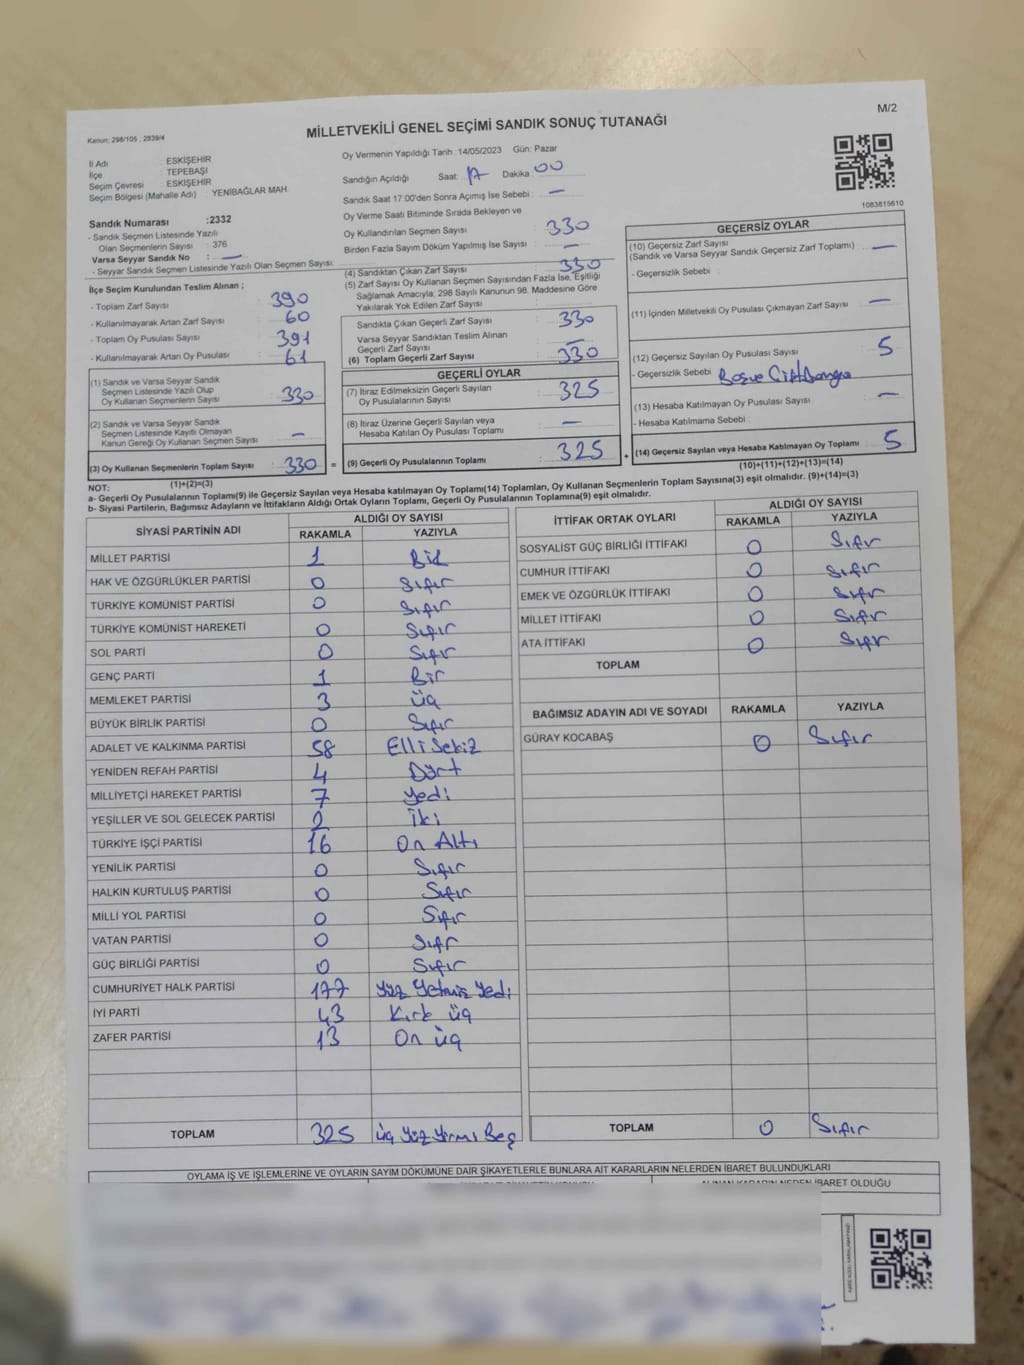 M/2
Kanun: 298/105 , 2839/4
MİLLETVEKİLİ GENEL SEÇİMİ SANDIK SONUÇ TUTANAĞI
İl Adı : ESKİŞEHİR
İlçe : TEPEBAŞI
Seçim Çevresi : ESKİŞEHİR
Seçim Bölgesi (Mahalle Adı) YENİBAĞLAR MAH.
Oy Vermenin Yapıldığı Tarih :14/05/2023 Gün: Pazar
Sandığın Açıldığı Saat: 17 Dakika : 00
Sandık Saat 17:00'den Sonra Açımış İse Sebebi : —
Oy Verme Saati Bitiminde Sırada Bekleyen ve
Oy Kullandırılan Seçmen Sayısı : 330
Birden Fazla Sayım Döküm Yapılmış İse Sayısı : —
1083815610
Sandık Numarası :2332
- Sandık Seçmen Listesinde Yazılı
Olan Seçmenlerin Sayısı : 376
Varsa Seyyar Sandık No : —
- Seyyar Sandık Seçmen Listesinde Yazılı Olan Seçmen Sayısı:
İlçe Seçim Kurulundan Teslim Alınan ;
- Toplam Zarf Sayısı : 390
- Kullanılmayarak Artan Zarf Sayısı : 60
- Toplam Oy Pusulası : 391
- Kullanılmayarak Artan Oy Pusulası : 61
(1) Sandık ve Varsa Seyyar Sandık
Seçmen Listesinde Yazılı Olup
Oy Kullanan Seçmenlerin Sayısı : 330
(2) Sandık ve Varsa Seyyar Sandık
Seçmen Listesinde Kayıtlı Olmayan
Kanun Gereği Oy Kullanan Seçmen Sayısı : —
(3) Oy Kullanan Seçmenlerin Toplam Sayısı : 330
(1)+(2)=(3)
(4) Sandıktan Çıkan Zarf Sayısı : 330
(5) Zarf Sayısı Oy Kullanan Seçmen Sayısından Fazla İse, Eşitliği
Sağlamak Amacıyla, 298 Sayılı Kanunun 98. Maddesine Göre
Yakılarak Yok Edilen Zarf Sayısı :
Sandıkta Çıkan Geçerli Zarf Sayısı : 330
Varsa Seyyar Sandıktan Teslim Alınan
Geçerli Zarf Sayısı : —
(6) Toplam Geçerli Zarf Sayısı : 330
GEÇERLİ OYLAR
(7) İtiraz Edilmeksizin Geçerli Sayılan
Oy Pusulalarının Sayısı : 325
(8) İtiraz Üzerine Geçerli Sayılan veya
Hesaba Katılan Oy Pusulası Toplamı : —
= (9) Geçerli Oy Pusulalarının Toplamı : 325 +
GEÇERSİZ OYLAR
(10) Geçersiz Zarf Sayısı
(Sandık ve Varsa Sandık Geçersiz Zarf Toplamı) —
- Geçersizlik Sebebi :
(11) İçinden Milletvekili Oy Pusulası Çıkmayan Zarf Sayısı : —
(12) Geçersiz Sayılan Oy Pusulası Sayısı : 5
- Geçersizlik Sebebi : Boş ve Çift Damga
(13) Hesaba Katılmayan Oy Pusulası Sayısı : —
- Hesaba Katılmama Sebebi :
(14) Geçersiz Sayılan veya Hesaba Katılmayan Oy Toplamı : 5
(10)+(11)+(12)+(13)=(14)
NOT:
a- Geçerli Oy Pusulalarının Toplamı(9) ile Geçersiz Sayılan veya Hesaba katılmayan Oy Toplamı(14) Toplamları, Oy Kullanan Seçmenlerin Toplam Sayısına(3) eşit olmalıdır. (9)+(14)=(3)
b- Siyasi Partilerin, Bağımsız Adayların ve İttifakların Aldığı Ortak Oyların Toplamı, Geçerli Oy Pusulalarının Toplamına(9) eşit olmalıdır.
SİYASİ PARTİNİN ADI ALDIĞI OY SAYISI
RAKAMLA YAZIYLA
MİLLET PARTİSİ 1 Bir
HAK VE ÖZGÜRLÜKLER PARTİSİ 0 Sıfır
TÜRKİYE KOMÜNİST PARTİSİ 0 Sıfır
TÜRKİYE KOMÜNİST HAREKETİ 0 Sıfır
SOL PARTİ 0 Sıfır
GENÇ PARTİ 1 Bir
MEMLEKET PARTİSİ 3 Üç
BÜYÜK BİRLİK PARTİSİ 0 Sıfır
ADALET VE KALKINMA PARTİSİ 58 Elli Sekiz
YENİDEN REFAH PARTİSİ 4 Dört
MİLLİYETÇİ HAREKET PARTİSİ 7 Yedi
YEŞİLLER VE SOL GELECEK PARTİSİ 2 İki
TÜRKİYE İŞÇİ PARTİSİ 16 On Altı
YENİLİK PARTİSİ 0 Sıfır
HALKIN KURTULUŞ PARTİSİ 0 Sıfır
MİLLİ YOL PARTİSİ 0 Sıfır
VATAN PARTİSİ 0 Sıfır
GÜÇ BİRLİĞİ PARTİSİ 0 Sıfır
CUMHURİYET HALK PARTİSİ 177 Yüz Yetmiş Yedi
İYİ PARTİ 43 Kırk üç
ZAFER PARTİSİ 13 On üç
TOPLAM 325 Üç Yüz Yirmi Beş
İTTİFAK ORTAK OYLARI ALDIĞI OY SAYISI
RAKAMLA YAZIYLA
SOSYALİST GÜÇ BİRLİĞİ İTTİFAKI 0 Sıfır
CUMHUR İTTİFAKI 0 Sıfır
EMEK VE ÖZGÜRLÜK İTTİFAKI 0 Sıfır
MİLLET İTTİFAKI 0 Sıfır
ATA İTTİFAKI 0 Sıfır
TOPLAM
BAĞIMSIZ ADAYIN ADI VE SOYADI RAKAMLA YAZIYLA
GÜRAY KOCABAŞ 0 Sıfır
TOPLAM 0 Sıfır
OYLAMA İŞ VE İŞLEMLERİNE VE OYLARIN SAYIM DÖKÜMÜNE DAİR ŞİKAYETLERLE BUNLARA AİT KARARLARIN NELERDEN İBARET BULUNDUKLARI
ALINAN KARARIN NEDEN İBARET OLDUĞU